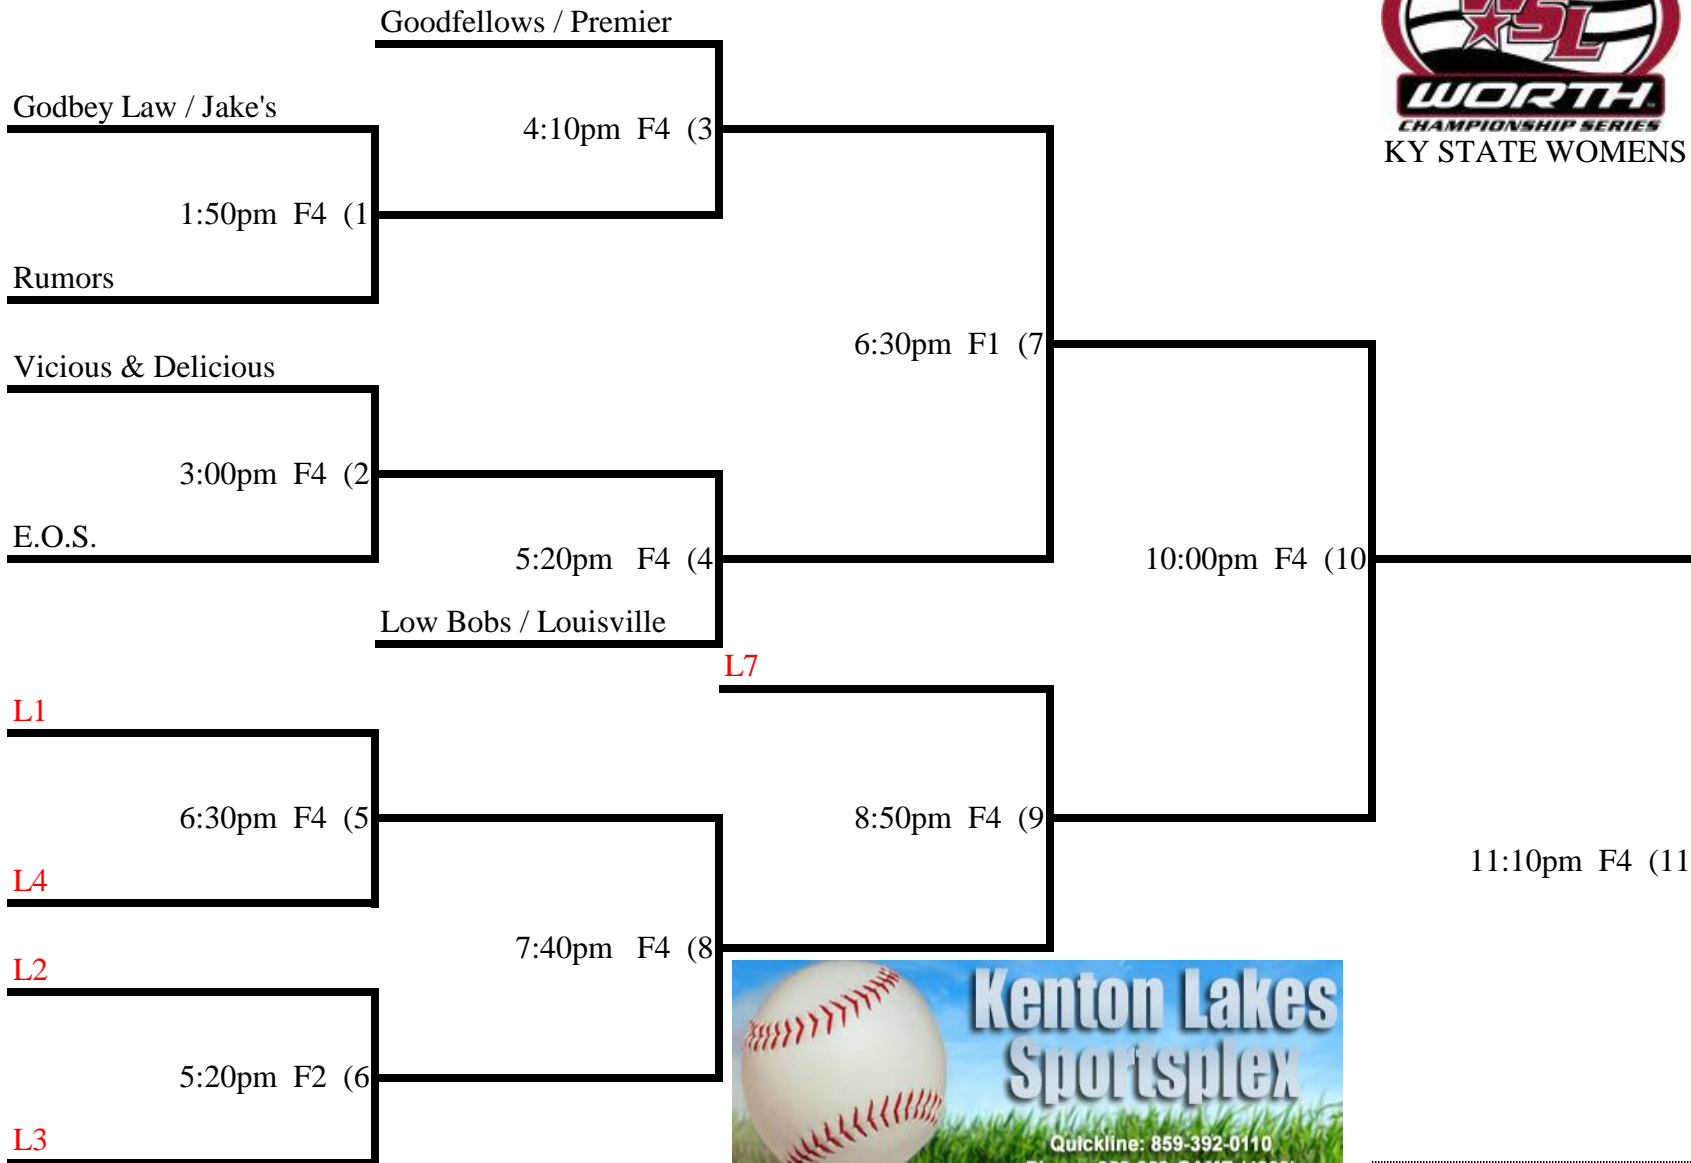 Goodfellows / Premier
WSL
WORTH
CHAMPIONSHIP SERIES
KY STATE WOMENS
Godbey Law / Jake's
4:10pm F4 (3
1:50pm F4 (1
Rumors
6:30pm F1 (7
Vicious & Delicious
3:00pm F4 (2
E.O.S.
5:20pm F4 (4
10:00pm F4 (10
Low Bobs / Louisville
L7
L1
6:30pm F4 (5
8:50pm F4 (9
11:10pm F4 (11
L4
7:40pm F4 (8
L2
Kenton Lakes
Sportsplex
5:20pm F2 (6
L3
Quickline: 859-392-0110